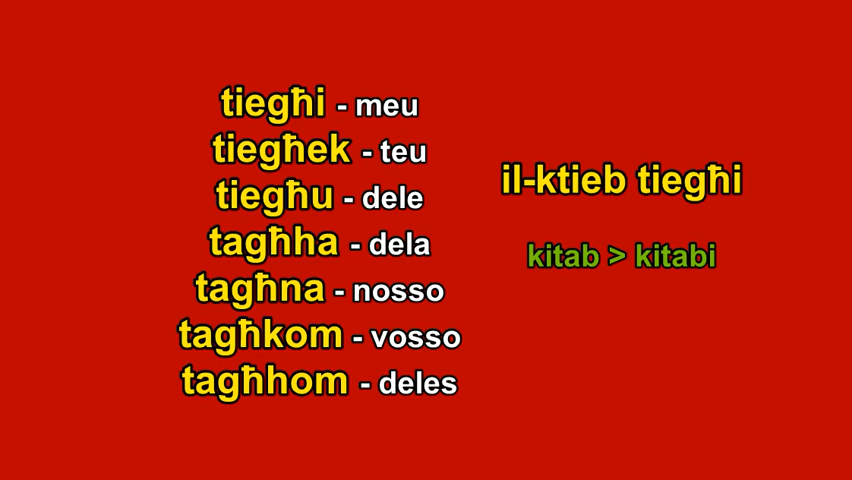 tiegħi - meu
tiegħek - teu
tiegħu - dele
tagħha - dela
tagħna - nosso
tagħkom - vosso
tagħhom - deles
il-ktieb tiegħi
kitab > kitabi